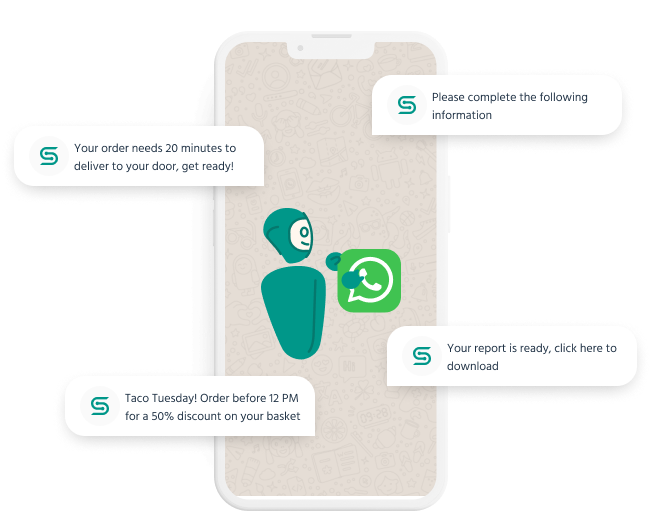 Please complete the following
information
Your order needs 20 minutes to
deliver to your door, get ready!
Your report is ready, click here to
download
Taco Tuesday! Order before 12 PM
for a 50% discount on your basket